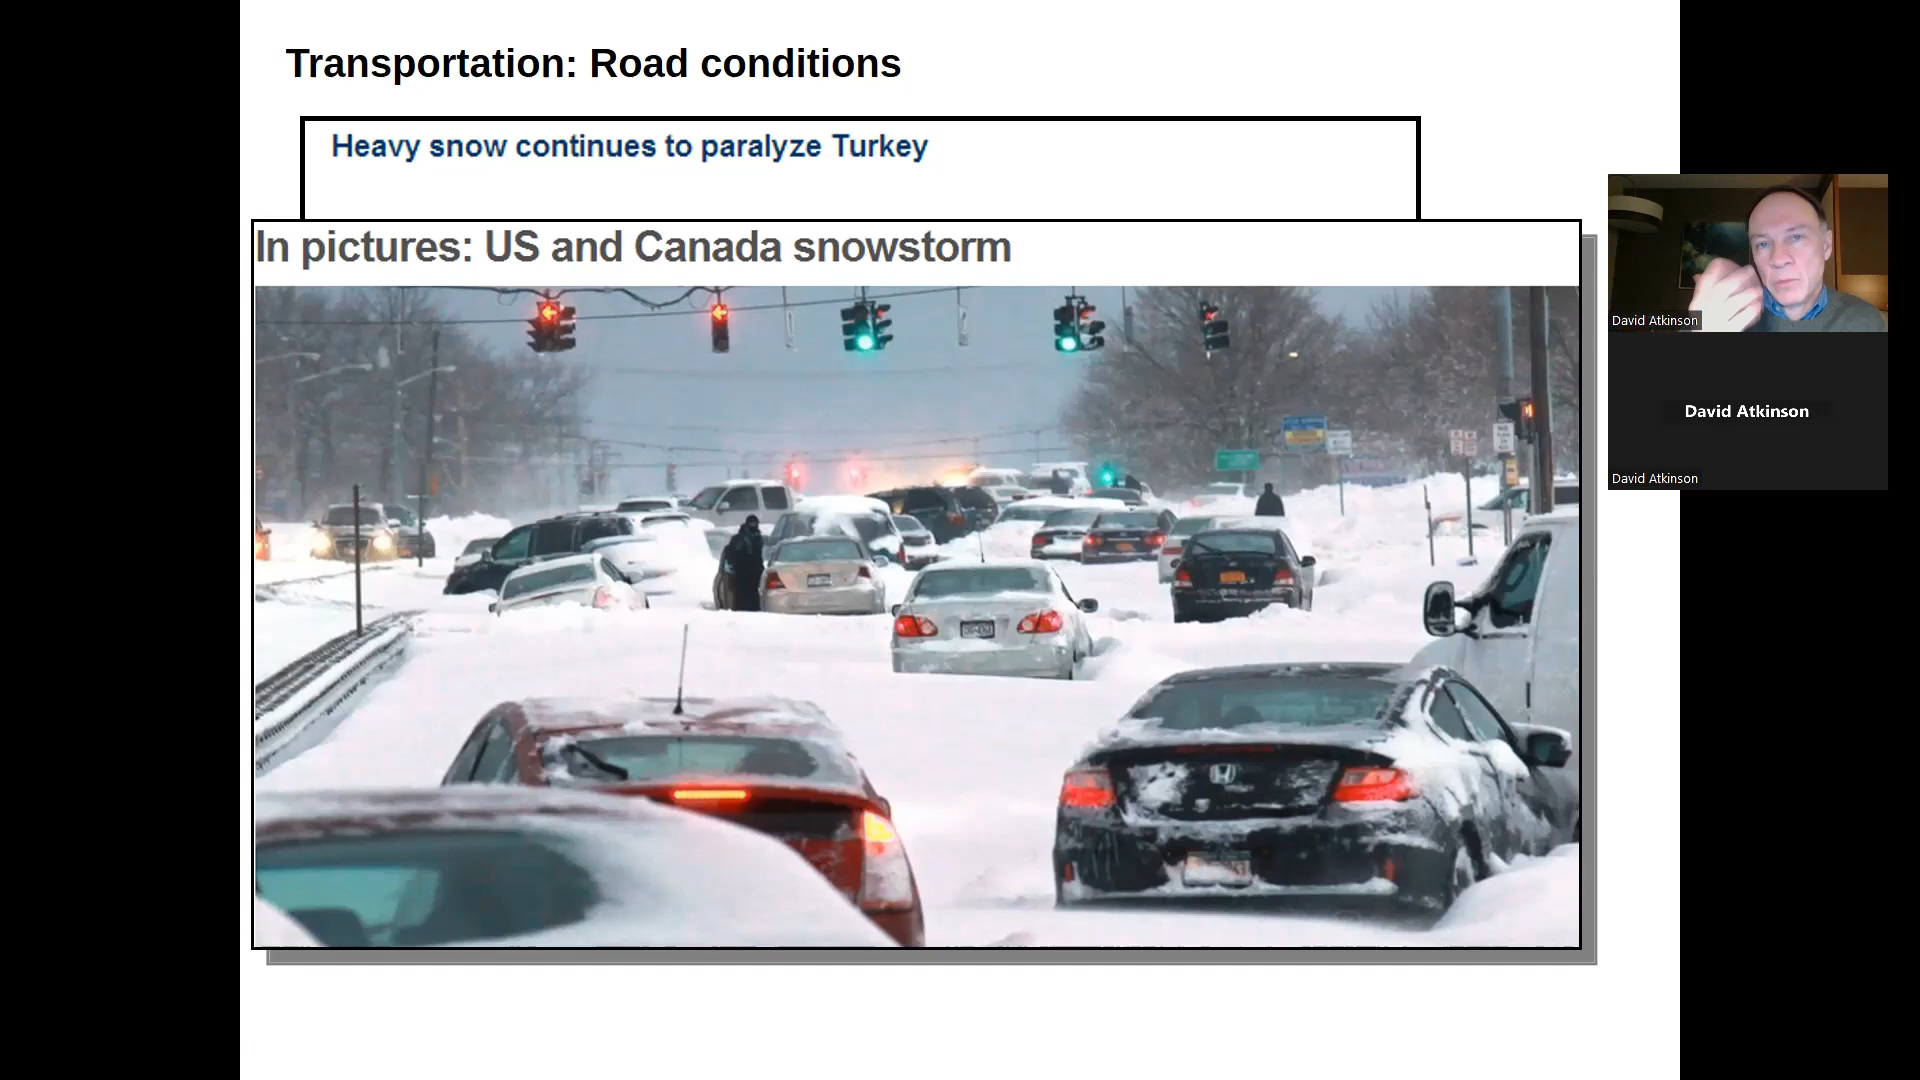 Transportation: Road conditions
Heavy snow continues to paralyze Turkey
In pictures: US and Canada snowstorm
David Atkinson
David Atkinson
David Atkinson